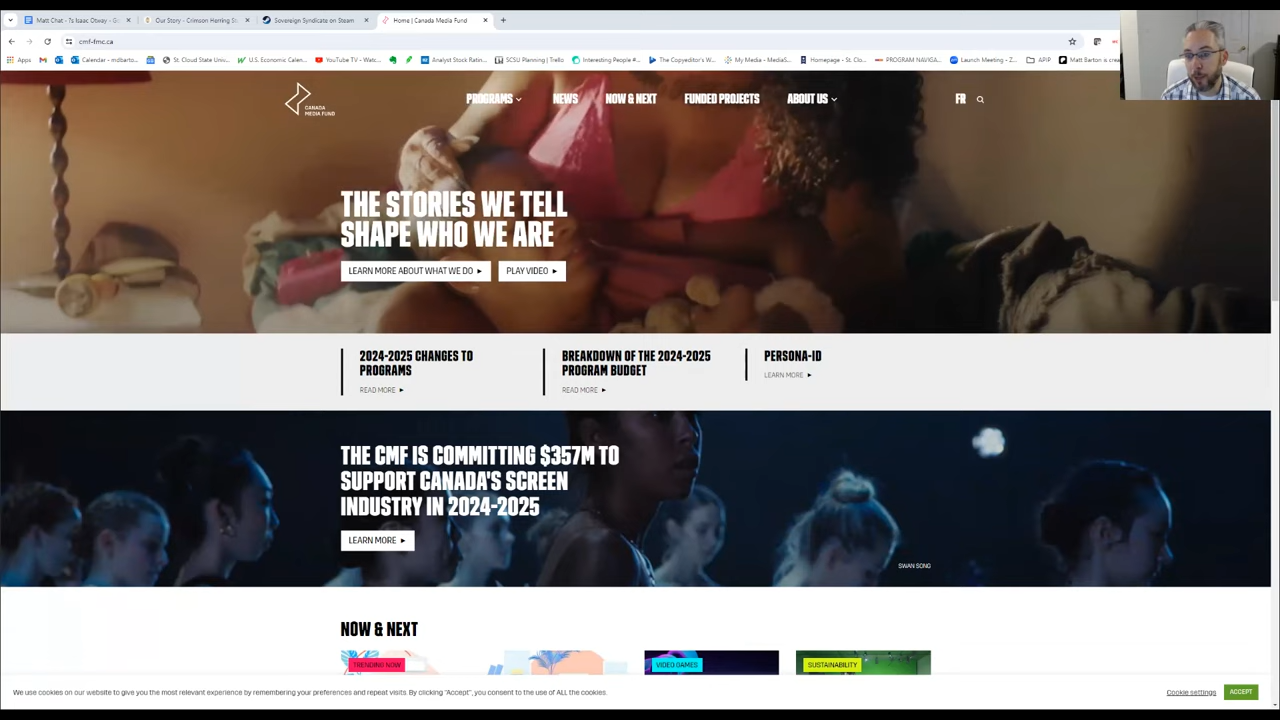 Matt Chat - 7s Isaac Otway - G
Our Story - Crimson Herring S
Sovereign Syndicate on Steam
Home | Canada Media Fund
cmf-fmc.ca
Apps
Calendar - mdbarto...
St. Cloud State Univ...
U.S. Economic Calen...
YouTube TV - Watc...
Analyst Stock Ratin...
SCSU Planning | Trello
Interesting People #...
The Copyeditor's W...
My Media - MediaS...
Homepage - St. Clo...
PROGRAM NAVIGA...
Launch Meeting - Z...
APIP
Matt Barton is crea
CANADA
MEDIA FUND
PROGRAMS
NEWS
NOW & NEXT
FUNDED PROJECTS
ABOUT US
FR
THE STORIES WE TELL
SHAPE WHO WE ARE
LEARN MORE ABOUT WHAT WE DO
PLAY VIDEO
2024-2025 CHANGES TO
PROGRAMS
READ MORE
BREAKDOWN OF THE 2024-2025
PROGRAM BUDGET
READ MORE
PERSONA-ID
LEARN MORE
THE CMF IS COMMITTING $357M TO
SUPPORT CANADA'S SCREEN
INDUSTRY IN 2024-2025
LEARN MORE
SWAN SONG
NOW & NEXT
TRENDING NOW
VIDEO GAMES
SUSTAINABILITY
We use cookies on our website to give you the most relevant experience by remembering your preferences and repeat visits. By clicking "Accept", you consent to the use of ALL the cookies.
Cookie settings
ACCEPT